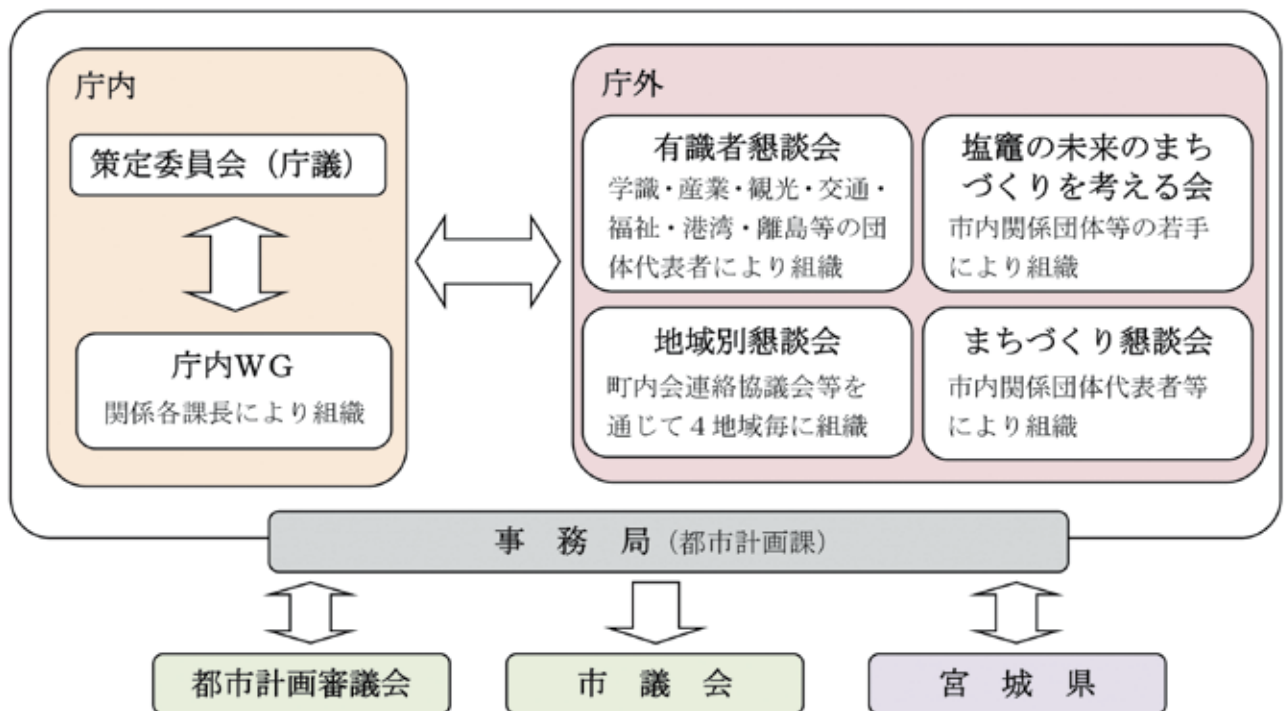 庁内
策定委員会（庁議）
庁内WG
関係各課長により組織
庁外
有識者懇談会
学識・産業・観光・交通・
福祉・港湾・離島等の団
体代表者により組織
塩竈の未来のまち
づくりを考える会
市内関係団体等の若手
により組織
地域別懇談会
町内会連絡協議会等を
通じて４地域毎に組織
まちづくり懇談会
市内関係団体代表者等
により組織
事　務　局（都市計画課）
都市計画審議会
市　議　会
宮　城　県